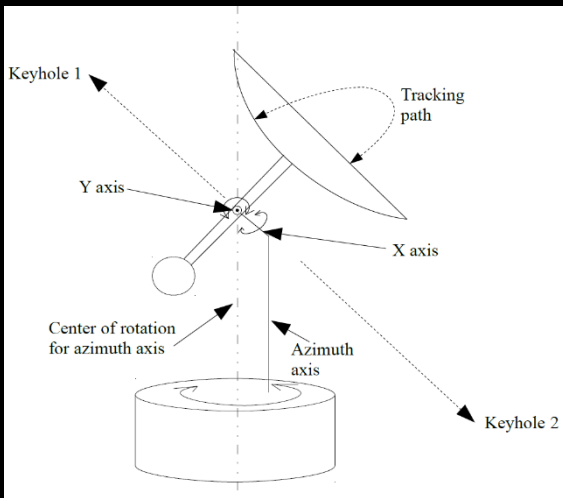 Keyhole 1
Tracking
path
Y axis
X axis
Center of rotation
for azimuth axis
Azimuth
axis
Keyhole 2